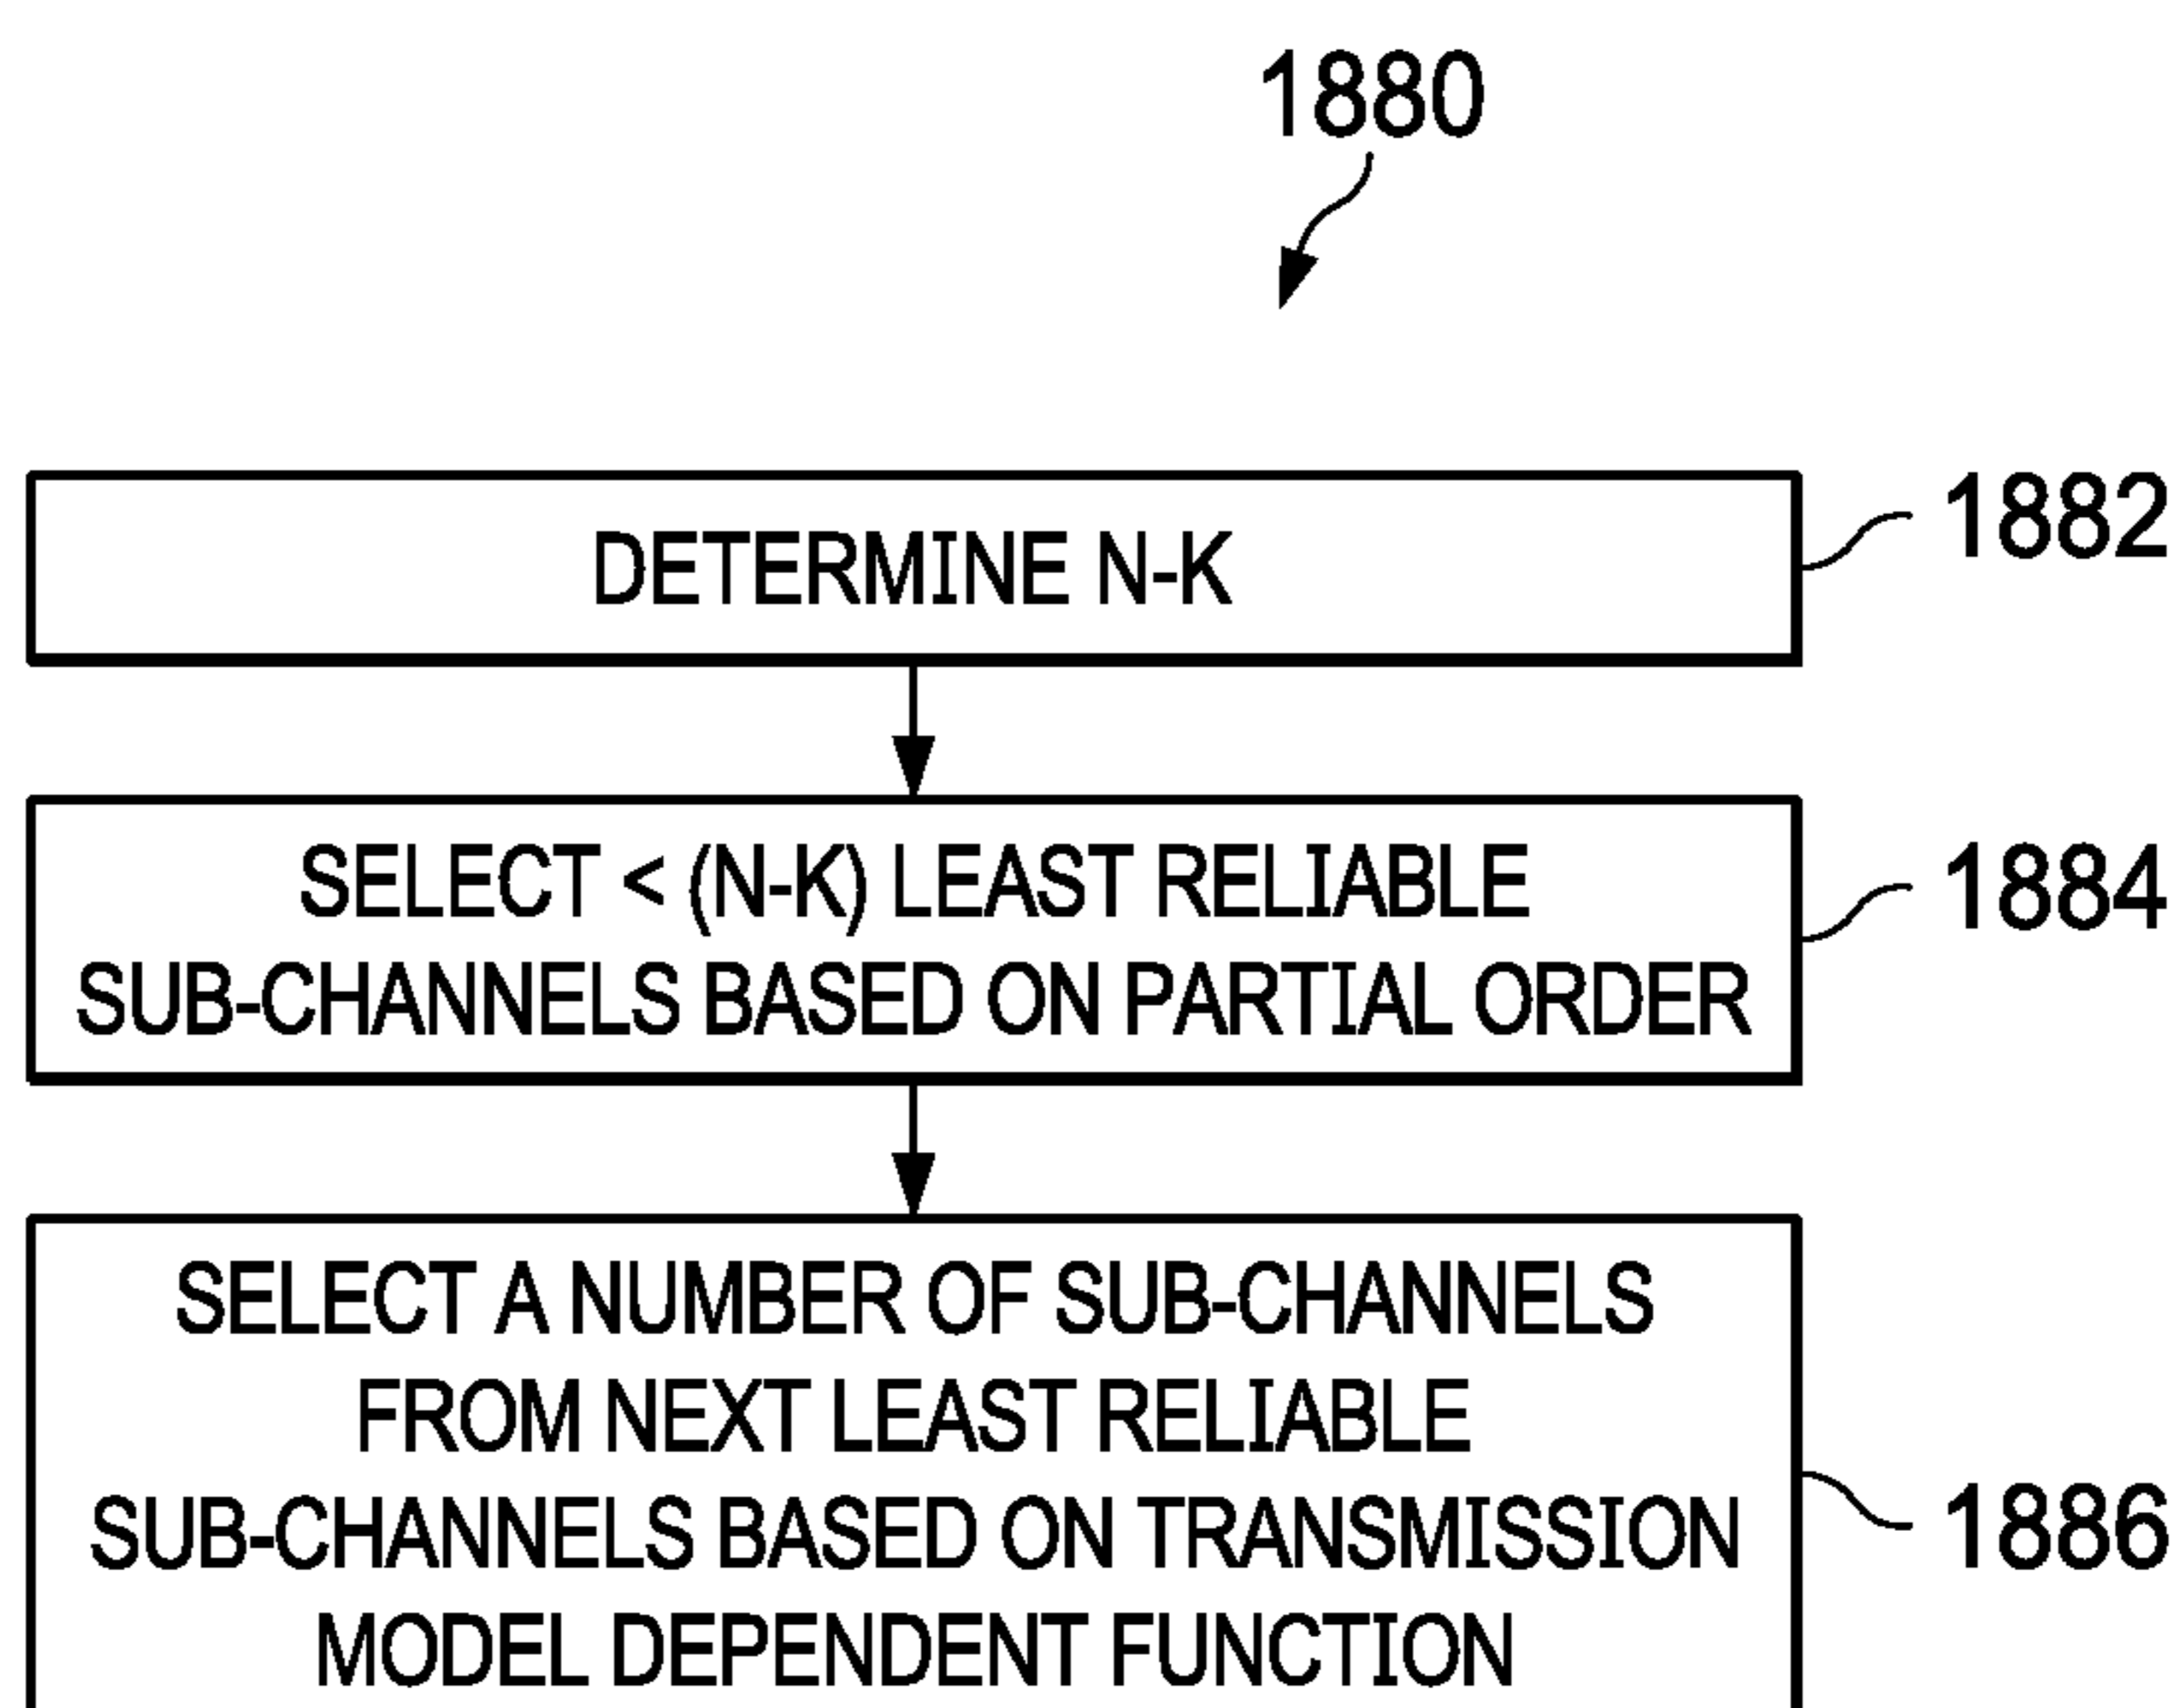 1880
DETERMINE N-K
1882
SELECT < (N-K) LEAST RELIABLE
SUB-CHANNELS BASED ON PARTIAL ORDER
1884
SELECT A NUMBER OF SUB-CHANNELS
FROM NEXT LEAST RELIABLE
SUB-CHANNELS BASED ON TRANSMISSION
MODEL DEPENDENT FUNCTION
1886